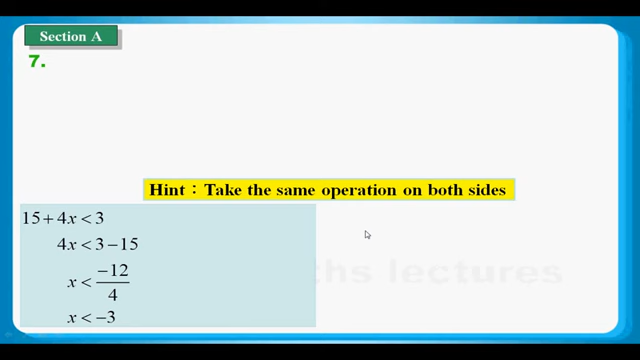 Section A
7.
Hint : Take the same operation on both sides
15 + 4x < 3
4x < 3 − 15
x < −12/4
x < −3
lectures